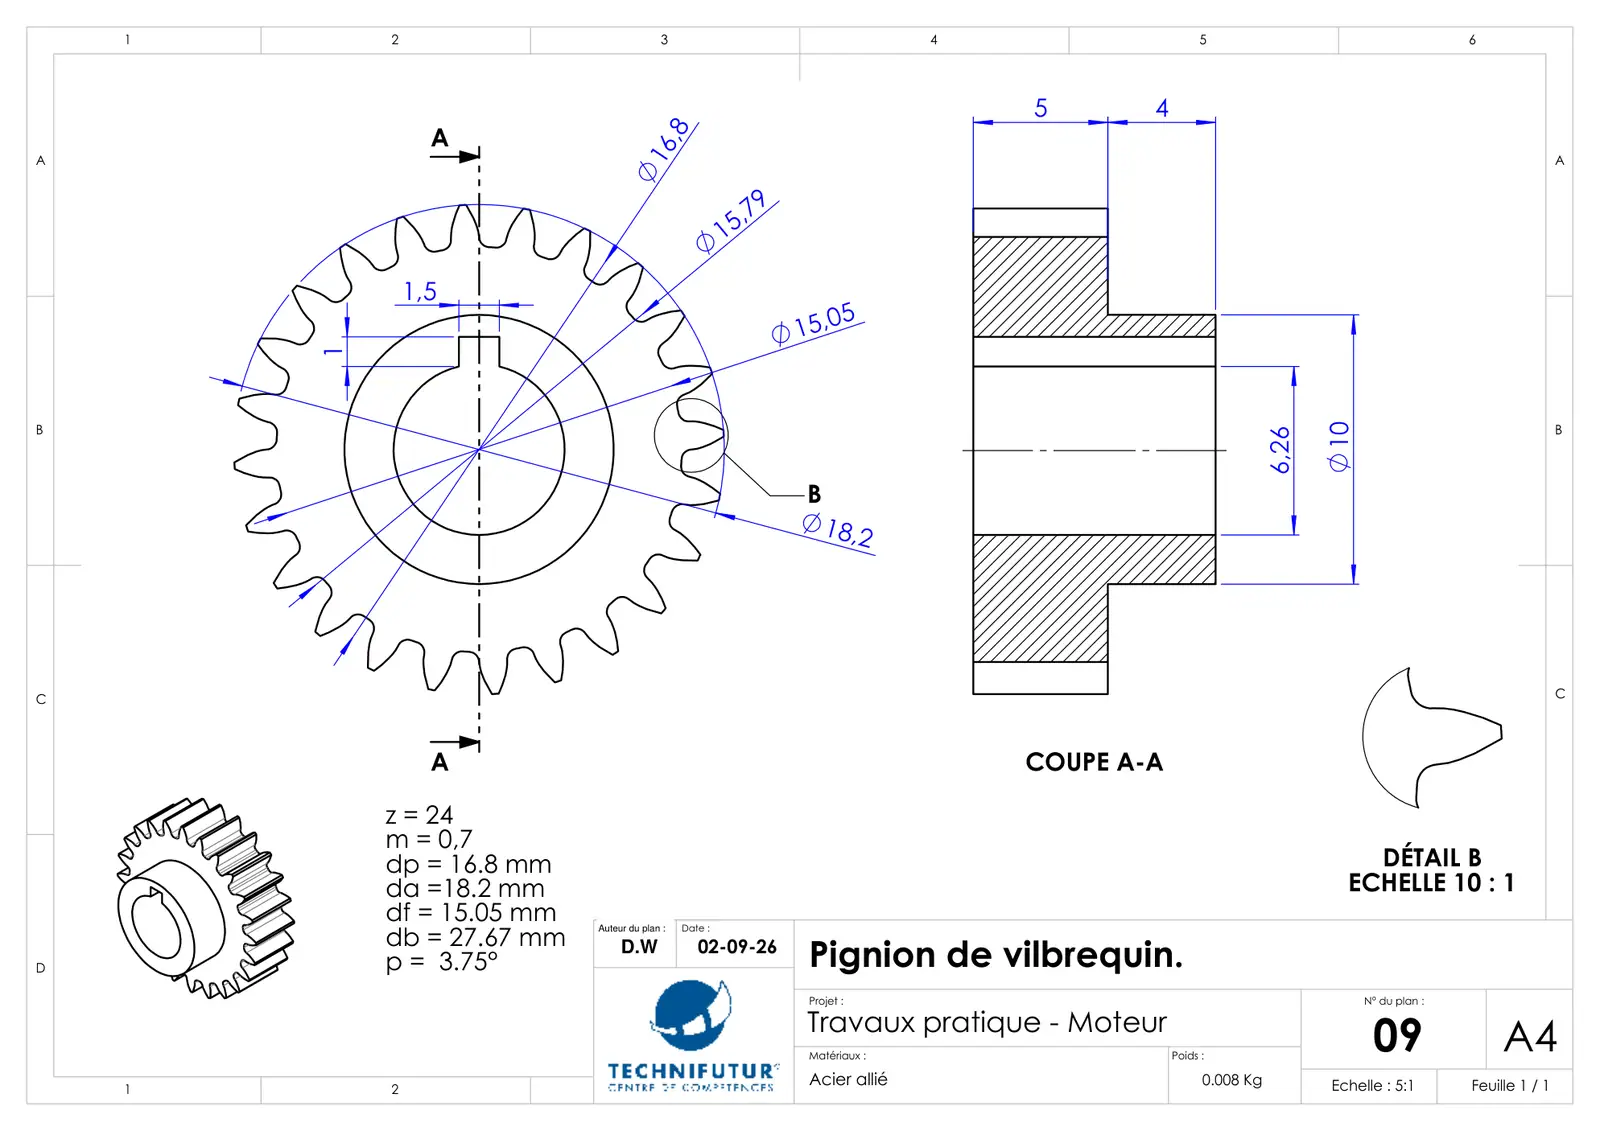 1 2 3 4 5 6
A A
B B
C C
D
1 2
A
A
Ø16,8
Ø15,79
Ø15,05
Ø18,2
1,5
1
B
5 4
6,26
Ø10
COUPE A-A
DÉTAIL B
ECHELLE 10 : 1
z = 24
m = 0,7
dp = 16.8 mm
da =18.2 mm
df = 15.05 mm
db = 27.67 mm
p = 3.75°
Auteur du plan :
D.W
Date :
02-09-26
TECHNIFUTUR
CENTRE DE COMPETENCES
Pignion de vilbrequin.
Projet :
Travaux pratique - Moteur
Matériaux :
Acier allié
Poids :
0.008 Kg
N° du plan :
09
A4
Echelle : 5:1
Feuille 1 / 1